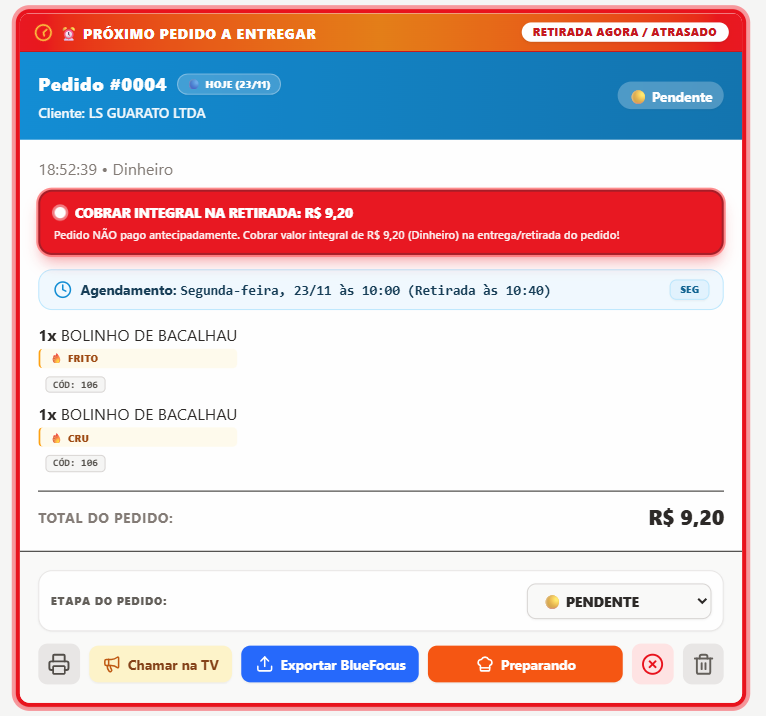 ⏰ PRÓXIMO PEDIDO A ENTREGAR
RETIRADA AGORA / ATRASADO
Pedido #0004
HOJE (23/11)
Cliente: LS GUARATO LTDA
Pendente
18:52:39 • Dinheiro
COBRAR INTEGRAL NA RETIRADA: R$ 9,20
Pedido NÃO pago antecipadamente. Cobrar valor integral de R$ 9,20 (Dinheiro) na entrega/retirada do pedido!
Agendamento: Segunda-feira, 23/11 às 10:00 (Retirada às 10:40)
SEG
1x BOLINHO DE BACALHAU
🔥 FRITO
CÓD: 106
1x BOLINHO DE BACALHAU
🔥 CRU
CÓD: 106
TOTAL DO PEDIDO:
R$ 9,20
ETAPA DO PEDIDO:
PENDENTE
Chamar na TV
Exportar BlueFocus
Preparando